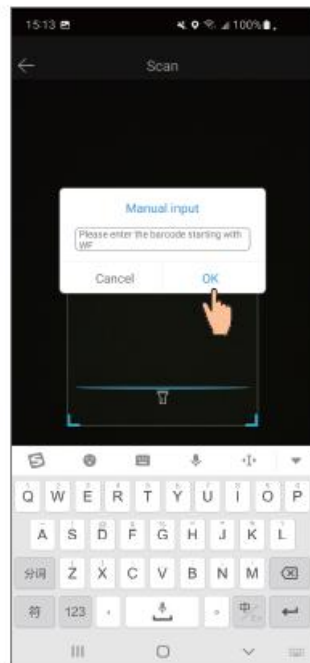 15:13 100%
Scan
Manual input
Please enter the barcode starting with
WF
Cancel OK
Q W E R T Y U I O P
A S D F G H J K L
分词 Z X C V B N M
符 123 , 。 中